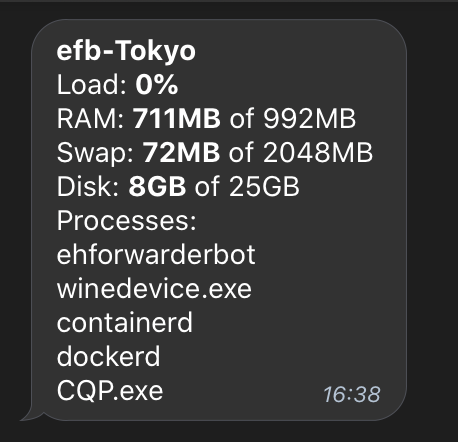 efb-Tokyo
Load: 0%
RAM: 711MB of 992MB
Swap: 72MB of 2048MB
Disk: 8GB of 25GB
Processes:
ehforwarderbot
winedevice.exe
containerd
dockerd
CQP.exe
16:38